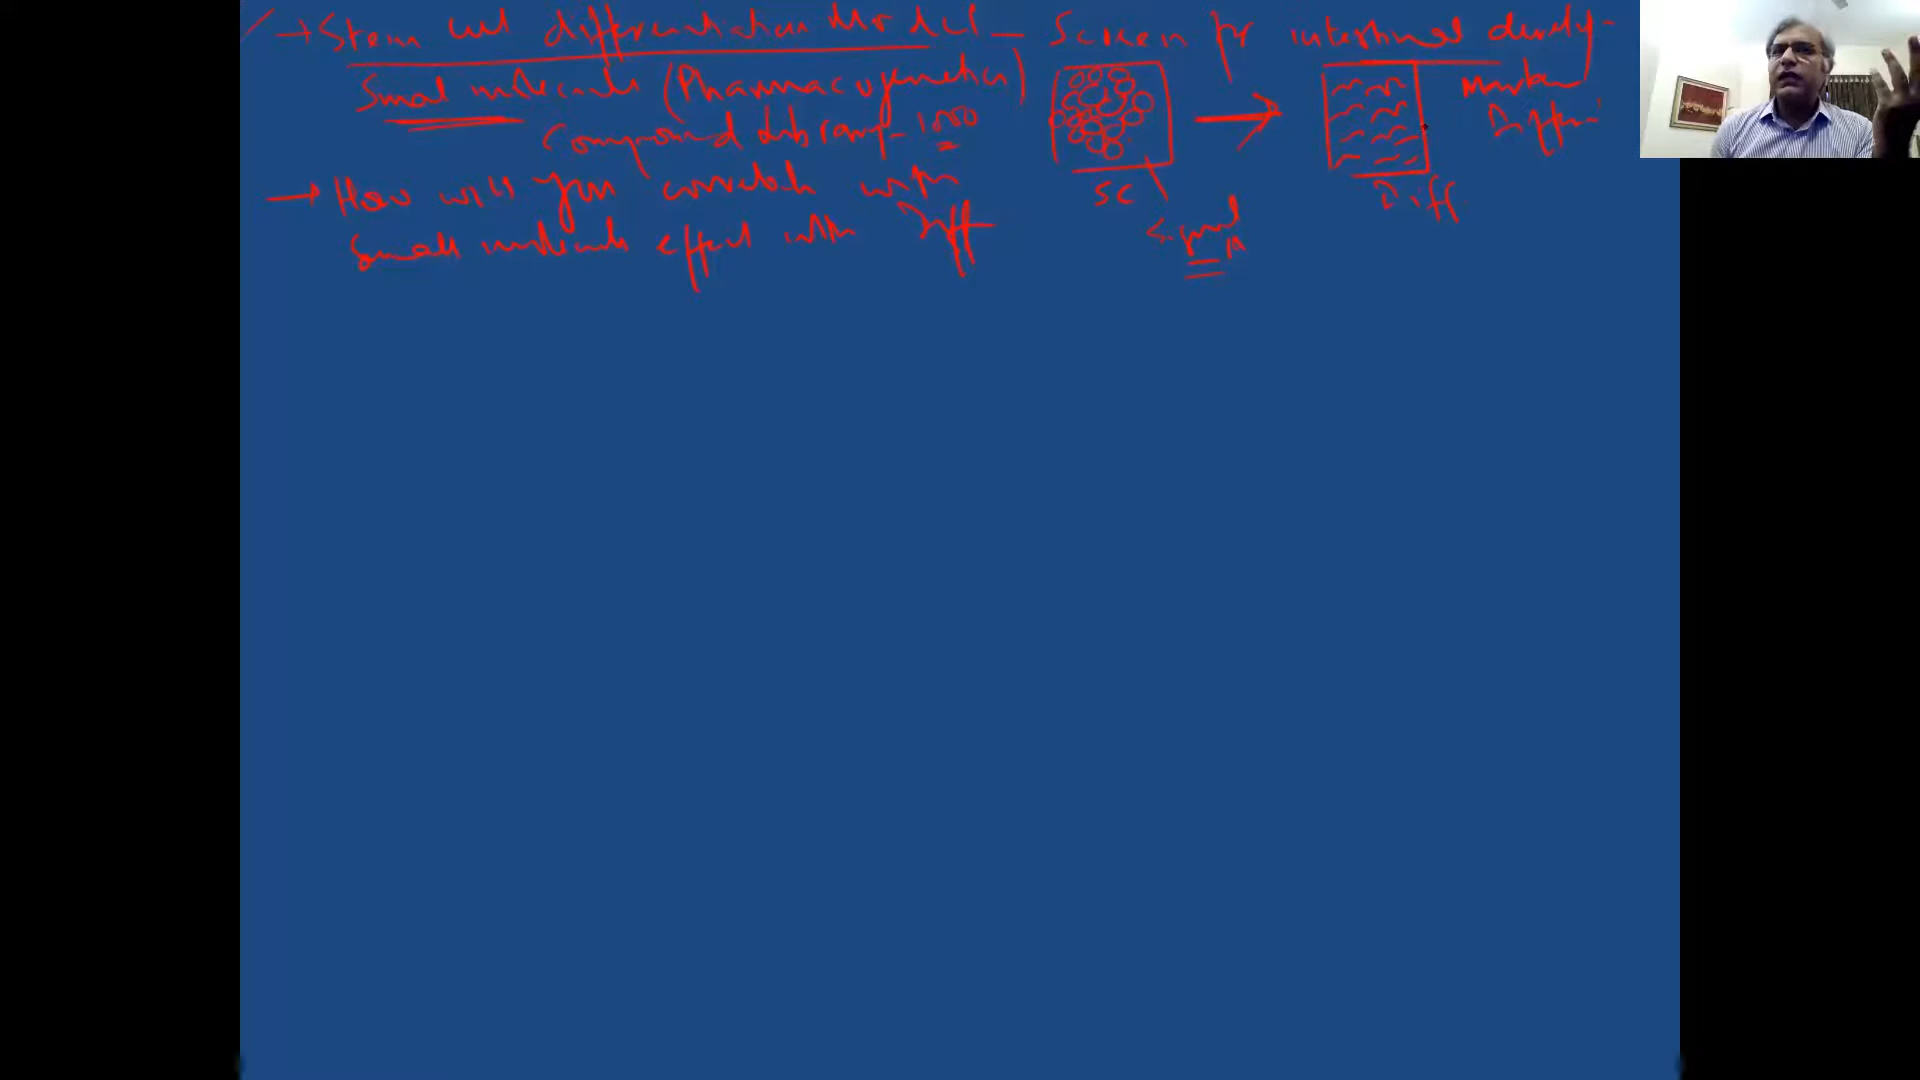 → Stem cell differentiation Model – Screen for intestinal
Small molecule (Pharmacogenetics)
Compound library – 1000
→ How will you correlate with
small molecule effect with Diff
SC
Signal
Diff
Marker